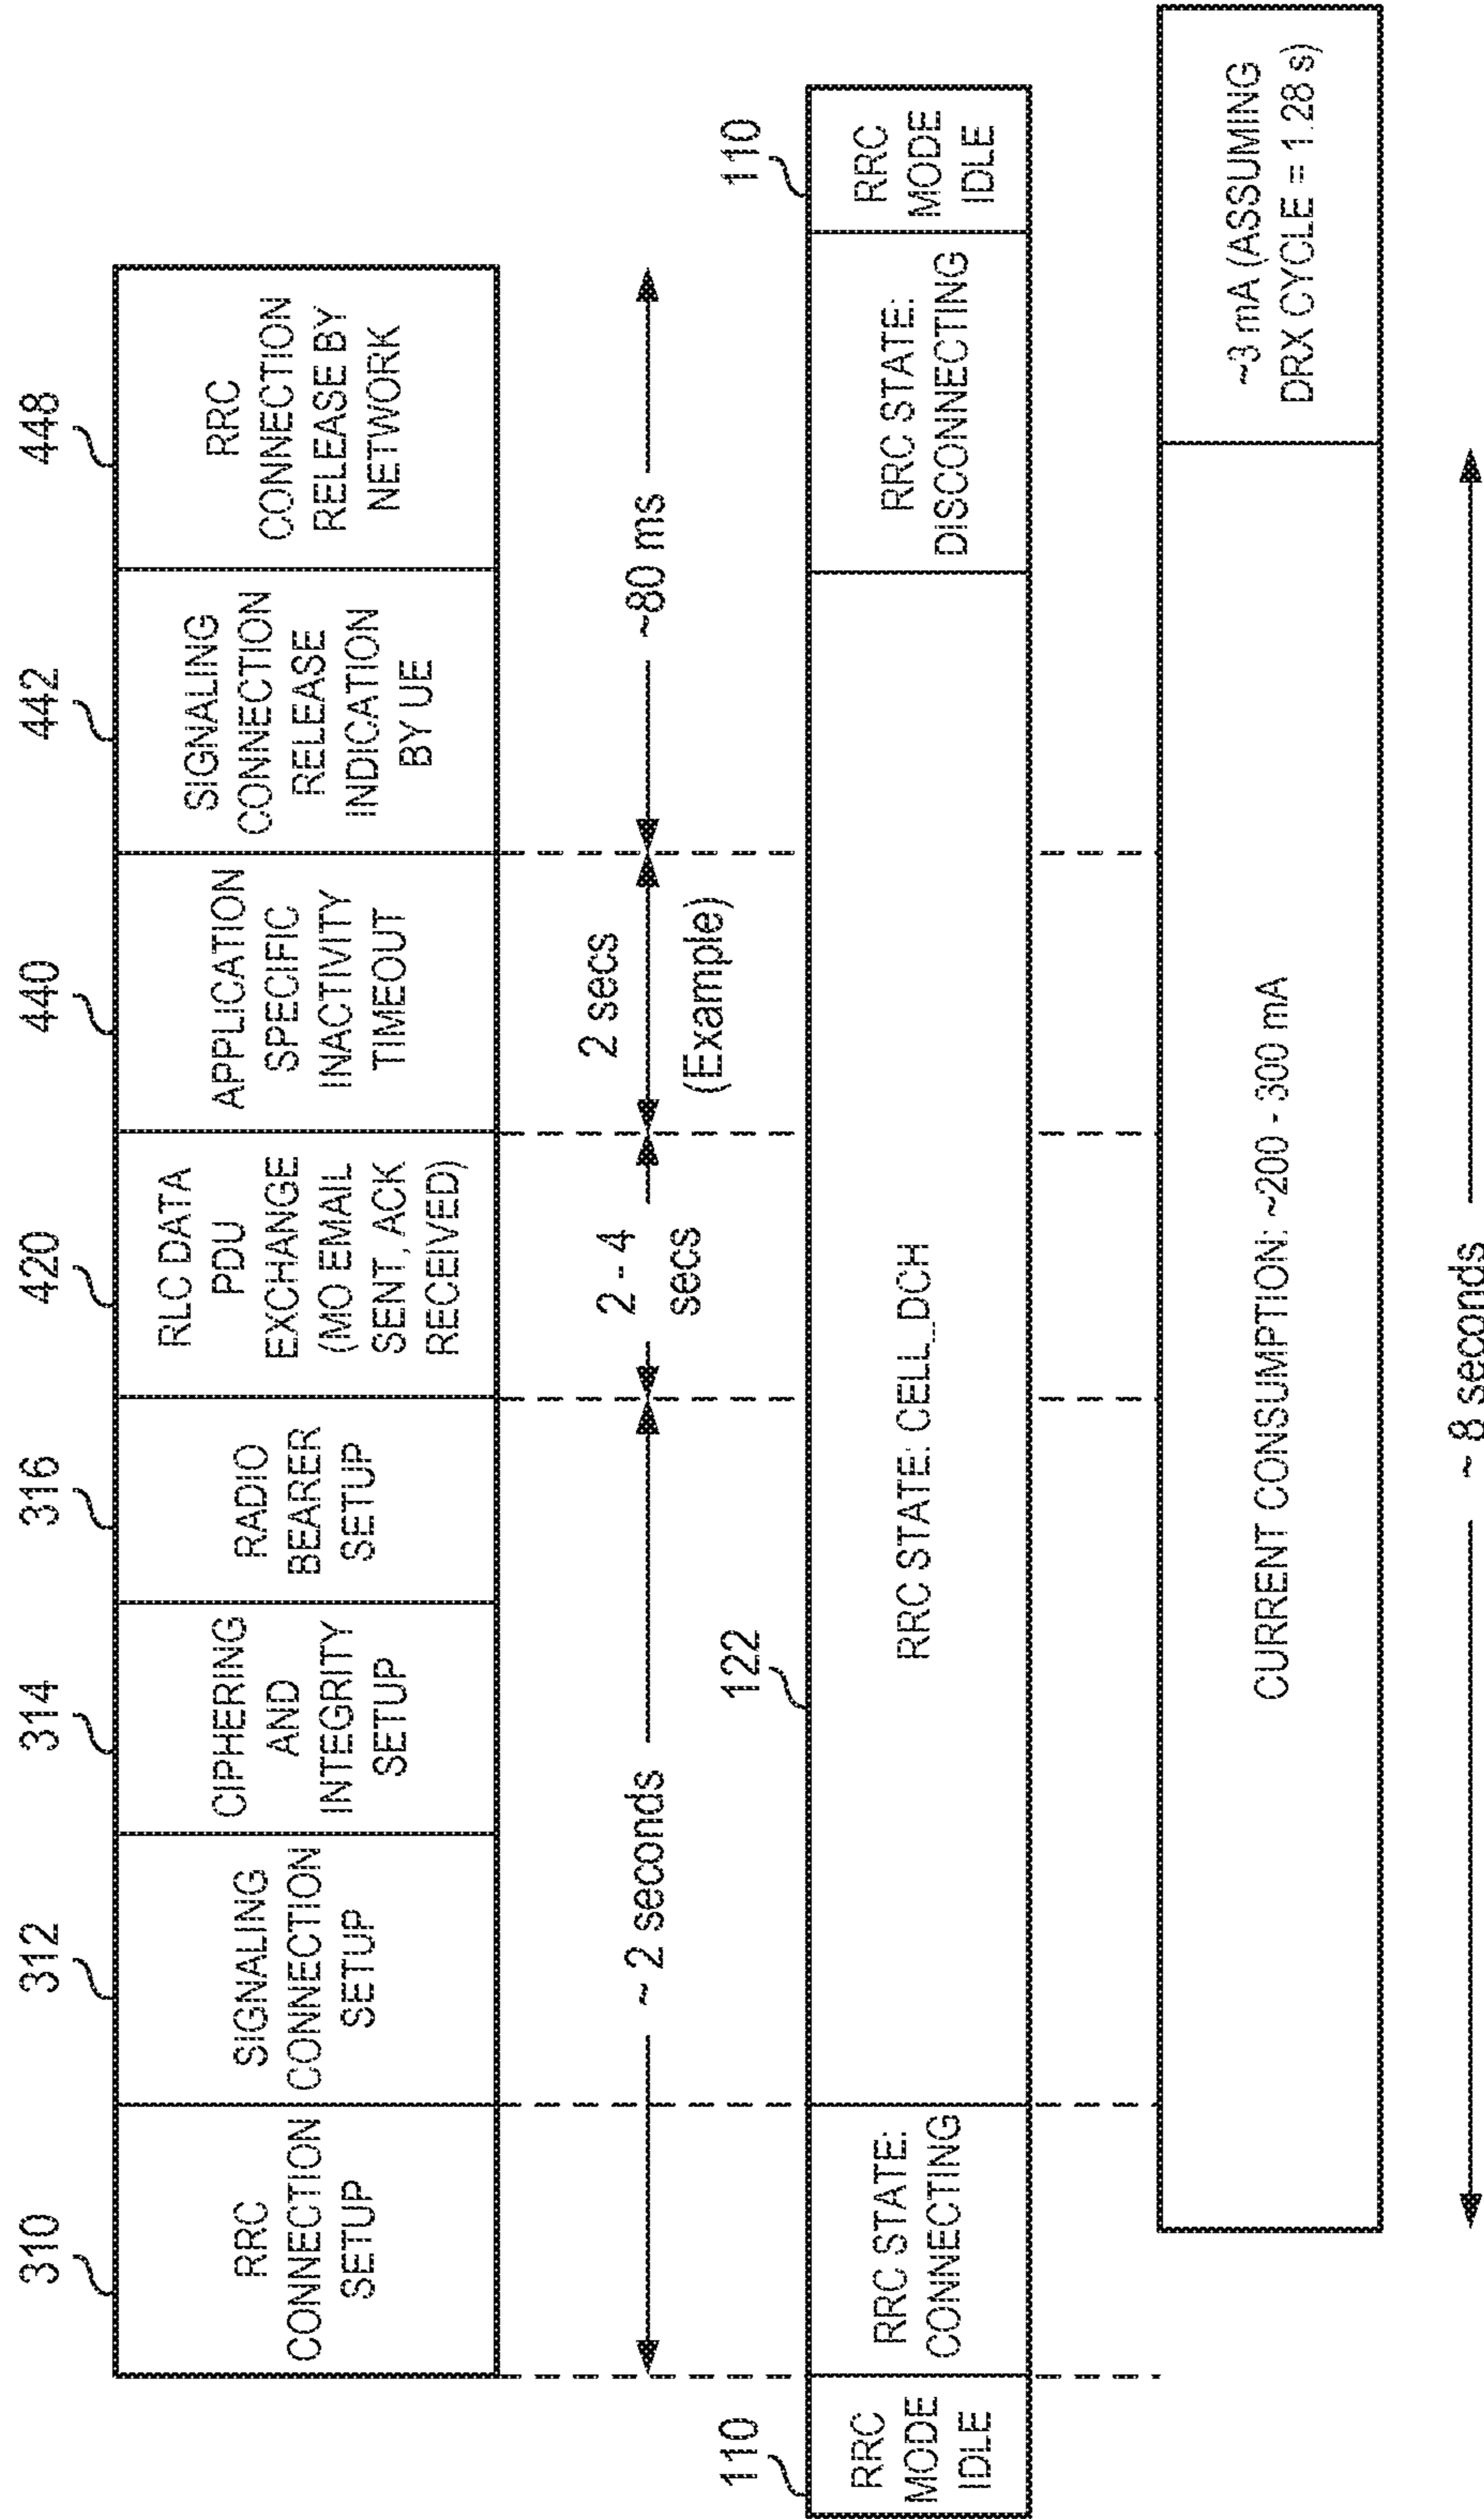 310
312
314
316
420
440
442
448
RRC
CONNECTION
SETUP
SIGNALING
CONNECTION
SETUP
CIPHERING
AND
INTEGRITY
SETUP
RADIO
BEARER
SETUP
RLC DATA
PDU
EXCHANGE
(MO EMAIL
SENT, ACK
RECEIVED)
APPLICATION
SPECIFIC
INACTIVITY
TIMEOUT
SIGNALING
CONNECTION
RELEASE
INDICATION
BY UE
RRC
CONNECTION
RELEASE BY
NETWORK
~ 2 seconds
2 - 4
secs
2 secs
(Example)
~80 ms
110
122
110
RRC
MODE
IDLE
RRC STATE:
CONNECTING
RRC STATE: CELL_DCH
RRC STATE:
DISCONNECTING
RRC
MODE
IDLE
CURRENT CONSUMPTION: ~200 - 300 mA
~3 mA (ASSUMING
DRX CYCLE = 1.28 s)
~ 8 seconds